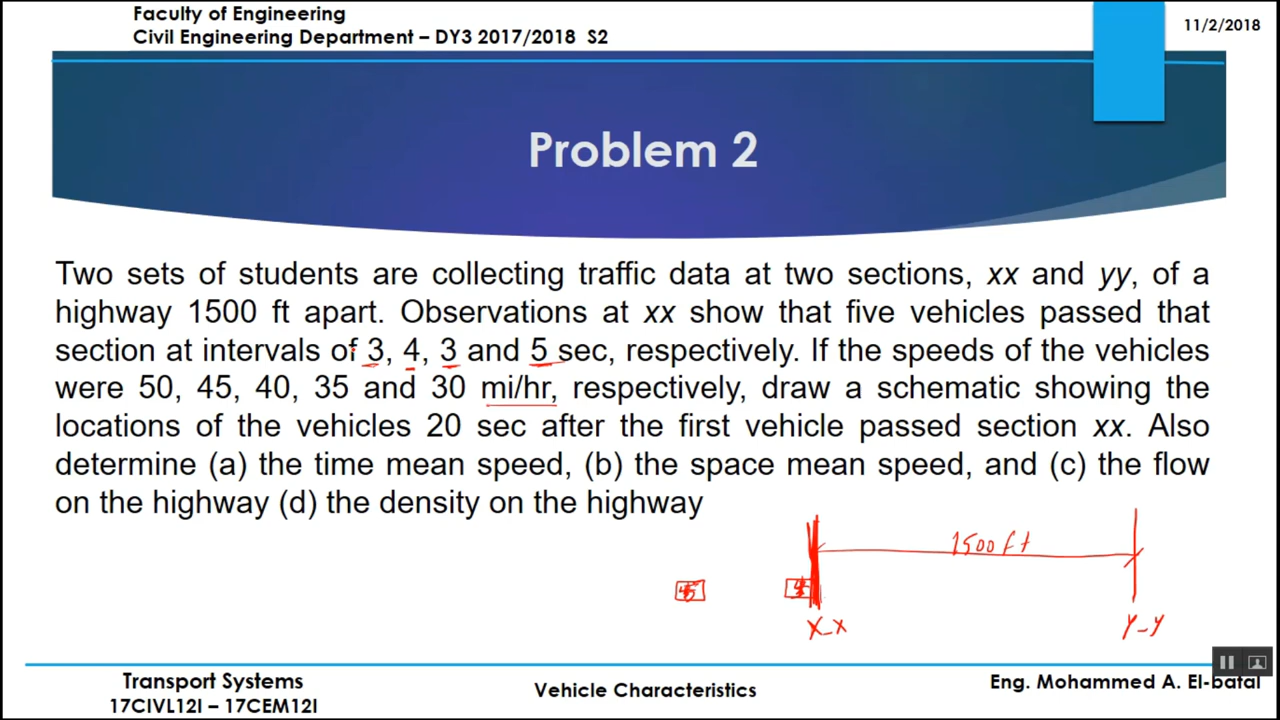 Faculty of Engineering
Civil Engineering Department – DY3 2017/2018 S2
11/2/2018
Problem 2
Two sets of students are collecting traffic data at two sections, xx and yy, of a
highway 1500 ft apart. Observations at xx show that five vehicles passed that
section at intervals of 3, 4, 3 and 5 sec, respectively. If the speeds of the vehicles
were 50, 45, 40, 35 and 30 mi/hr, respectively, draw a schematic showing the
locations of the vehicles 20 sec after the first vehicle passed section xx. Also
determine (a) the time mean speed, (b) the space mean speed, and (c) the flow
on the highway (d) the density on the highway
1500 ft
X-X
Y-Y
Transport Systems
17CIVL12I – 17CEM12I
Vehicle Characteristics
Eng. Mohammed A. El-batal